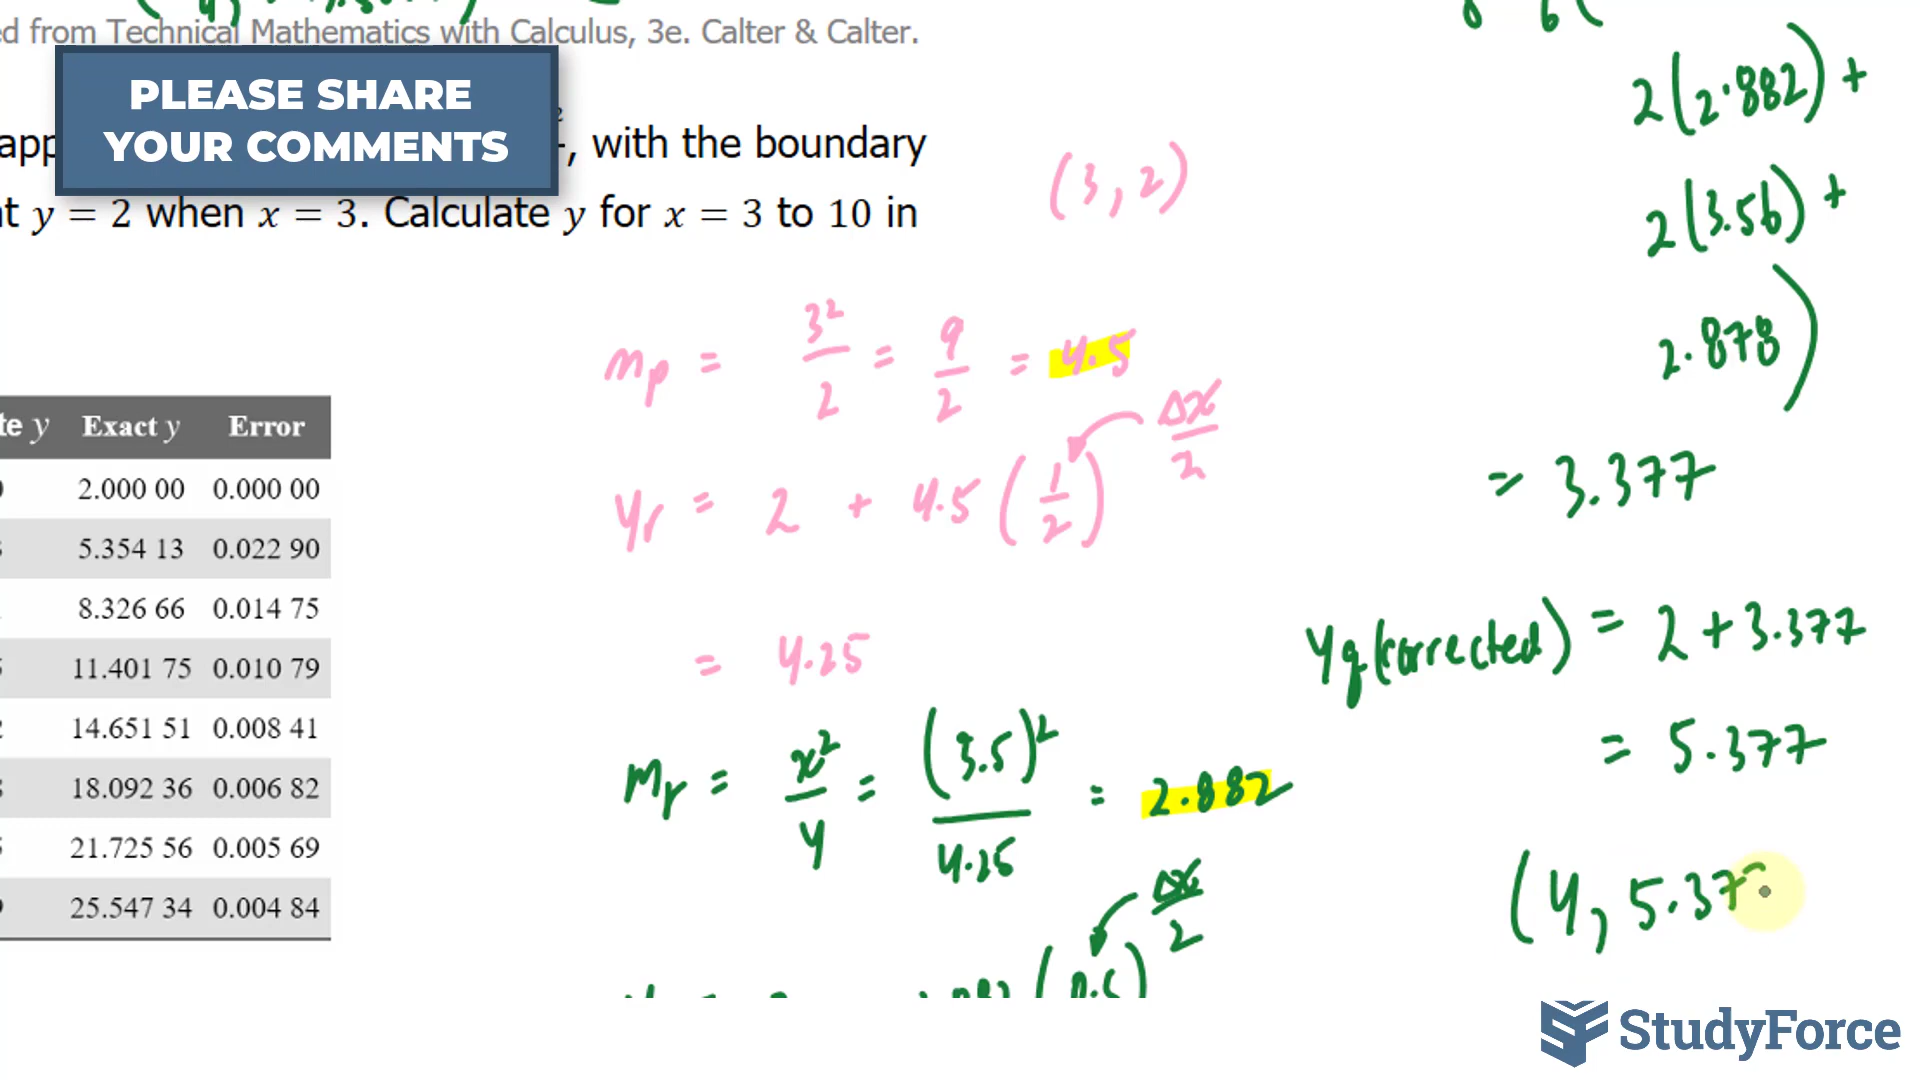 from Technical Mathematics with Calculus, 3e. Calter & Calter.
PLEASE SHARE
YOUR COMMENTS
, with the boundary
y = 2 when x = 3. Calculate y for x = 3 to 10 in
(3, 2)
mp = 3²/2 = 9/2 = 4.5
Δx/2
yr = 2 + 4.5 (1/2)
= 4.25
mr = x²/y = (3.5)²/4.25 = 2.882
Δx/2
y Exact y Error
2.000 00 0.000 00
5.354 13 0.022 90
8.326 66 0.014 75
11.401 75 0.010 79
14.651 51 0.008 41
18.092 36 0.006 82
21.725 56 0.005 69
25.547 34 0.004 84
2(2.882) +
2(3.56) +
2.878)
= 3.377
yq(corrected) = 2 + 3.377
= 5.377
(4, 5.37
StudyForce